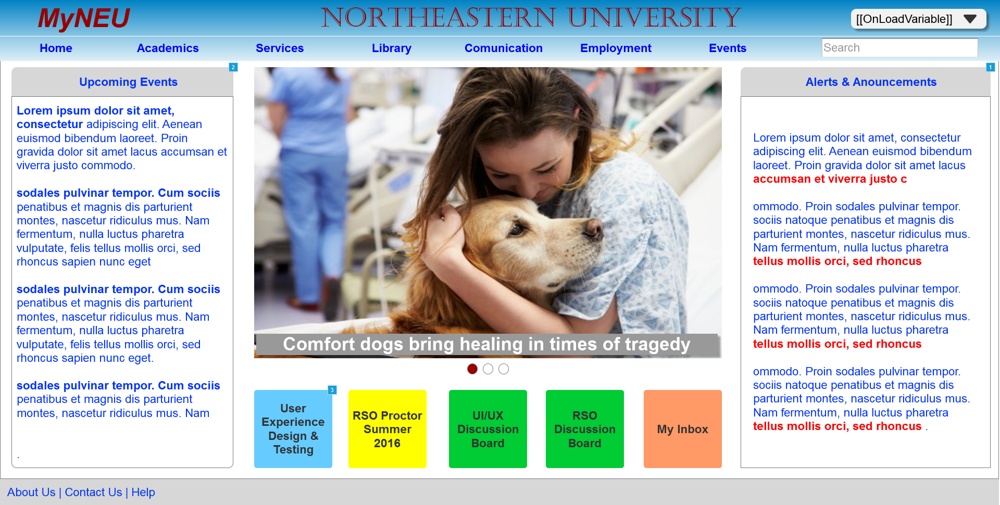 MyNEU
NORTHEASTERN UNIVERSITY
[[OnLoadVariable]]
Home
Academics
Services
Library
Comunication
Employment
Events
Search
2
Upcoming Events
Lorem ipsum dolor sit amet,
consectetur adipiscing elit. Aenean
euismod bibendum laoreet. Proin
gravida dolor sit amet lacus accumsan et
viverra justo commodo.
sodales pulvinar tempor. Cum sociis
penatibus et magnis dis parturient
montes, nascetur ridiculus mus. Nam
fermentum, nulla luctus pharetra
vulputate, felis tellus mollis orci, sed
rhoncus sapien nunc eget
sodales pulvinar tempor. Cum sociis
penatibus et magnis dis parturient
montes, nascetur ridiculus mus. Nam
fermentum, nulla luctus pharetra
vulputate, felis tellus mollis orci, sed
rhoncus sapien nunc eget.
sodales pulvinar tempor. Cum sociis
penatibus et magnis dis parturient
montes, nascetur ridiculus mus. Nam
.
Comfort dogs bring healing in times of tragedy
3
User
Experience
Design &
Testing
RSO Proctor
Summer
2016
UI/UX
Discussion
Board
RSO
Discussion
Board
My Inbox
1
Alerts & Anouncements
Lorem ipsum dolor sit amet, consectetur
adipiscing elit. Aenean euismod bibendum
laoreet. Proin gravida dolor sit amet lacus
accumsan et viverra justo c
ommodo. Proin sodales pulvinar tempor.
sociis natoque penatibus et magnis dis
parturient montes, nascetur ridiculus mus.
Nam fermentum, nulla luctus pharetra
tellus mollis orci, sed rhoncus
ommodo. Proin sodales pulvinar tempor.
sociis natoque penatibus et magnis dis
parturient montes, nascetur ridiculus mus.
Nam fermentum, nulla luctus pharetra
tellus mollis orci, sed rhoncus
ommodo. Proin sodales pulvinar tempor.
sociis natoque penatibus et magnis dis
parturient montes, nascetur ridiculus mus.
Nam fermentum, nulla luctus pharetra
tellus mollis orci, sed rhoncus .
About Us | Contact Us | Help